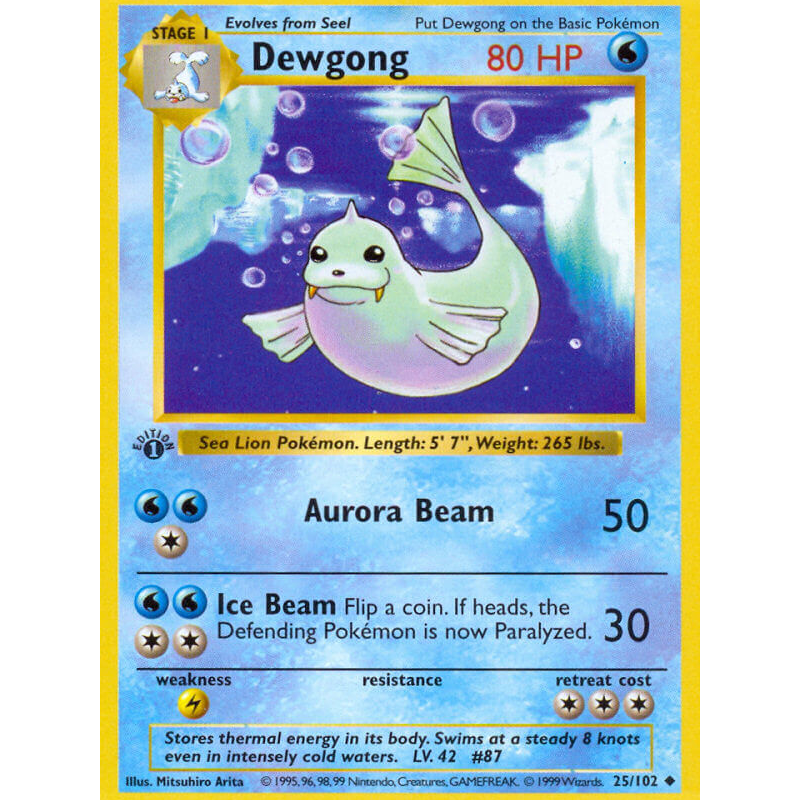 STAGE 1
Evolves from Seel
Put Dewgong on the Basic Pokémon
Dewgong
80 HP
EDITION
1
Sea Lion Pokémon. Length: 5' 7", Weight: 265 lbs.
Aurora Beam
50
Ice Beam Flip a coin. If heads, the
Defending Pokémon is now Paralyzed.
30
weakness
resistance
retreat cost
Stores thermal energy in its body. Swims at a steady 8 knots
even in intensely cold waters. LV. 42 #87
Illus. Mitsuhiro Arita © 1995, 96, 98, 99 Nintendo, Creatures, GAMEFREAK. © 1999 Wizards. 25/102